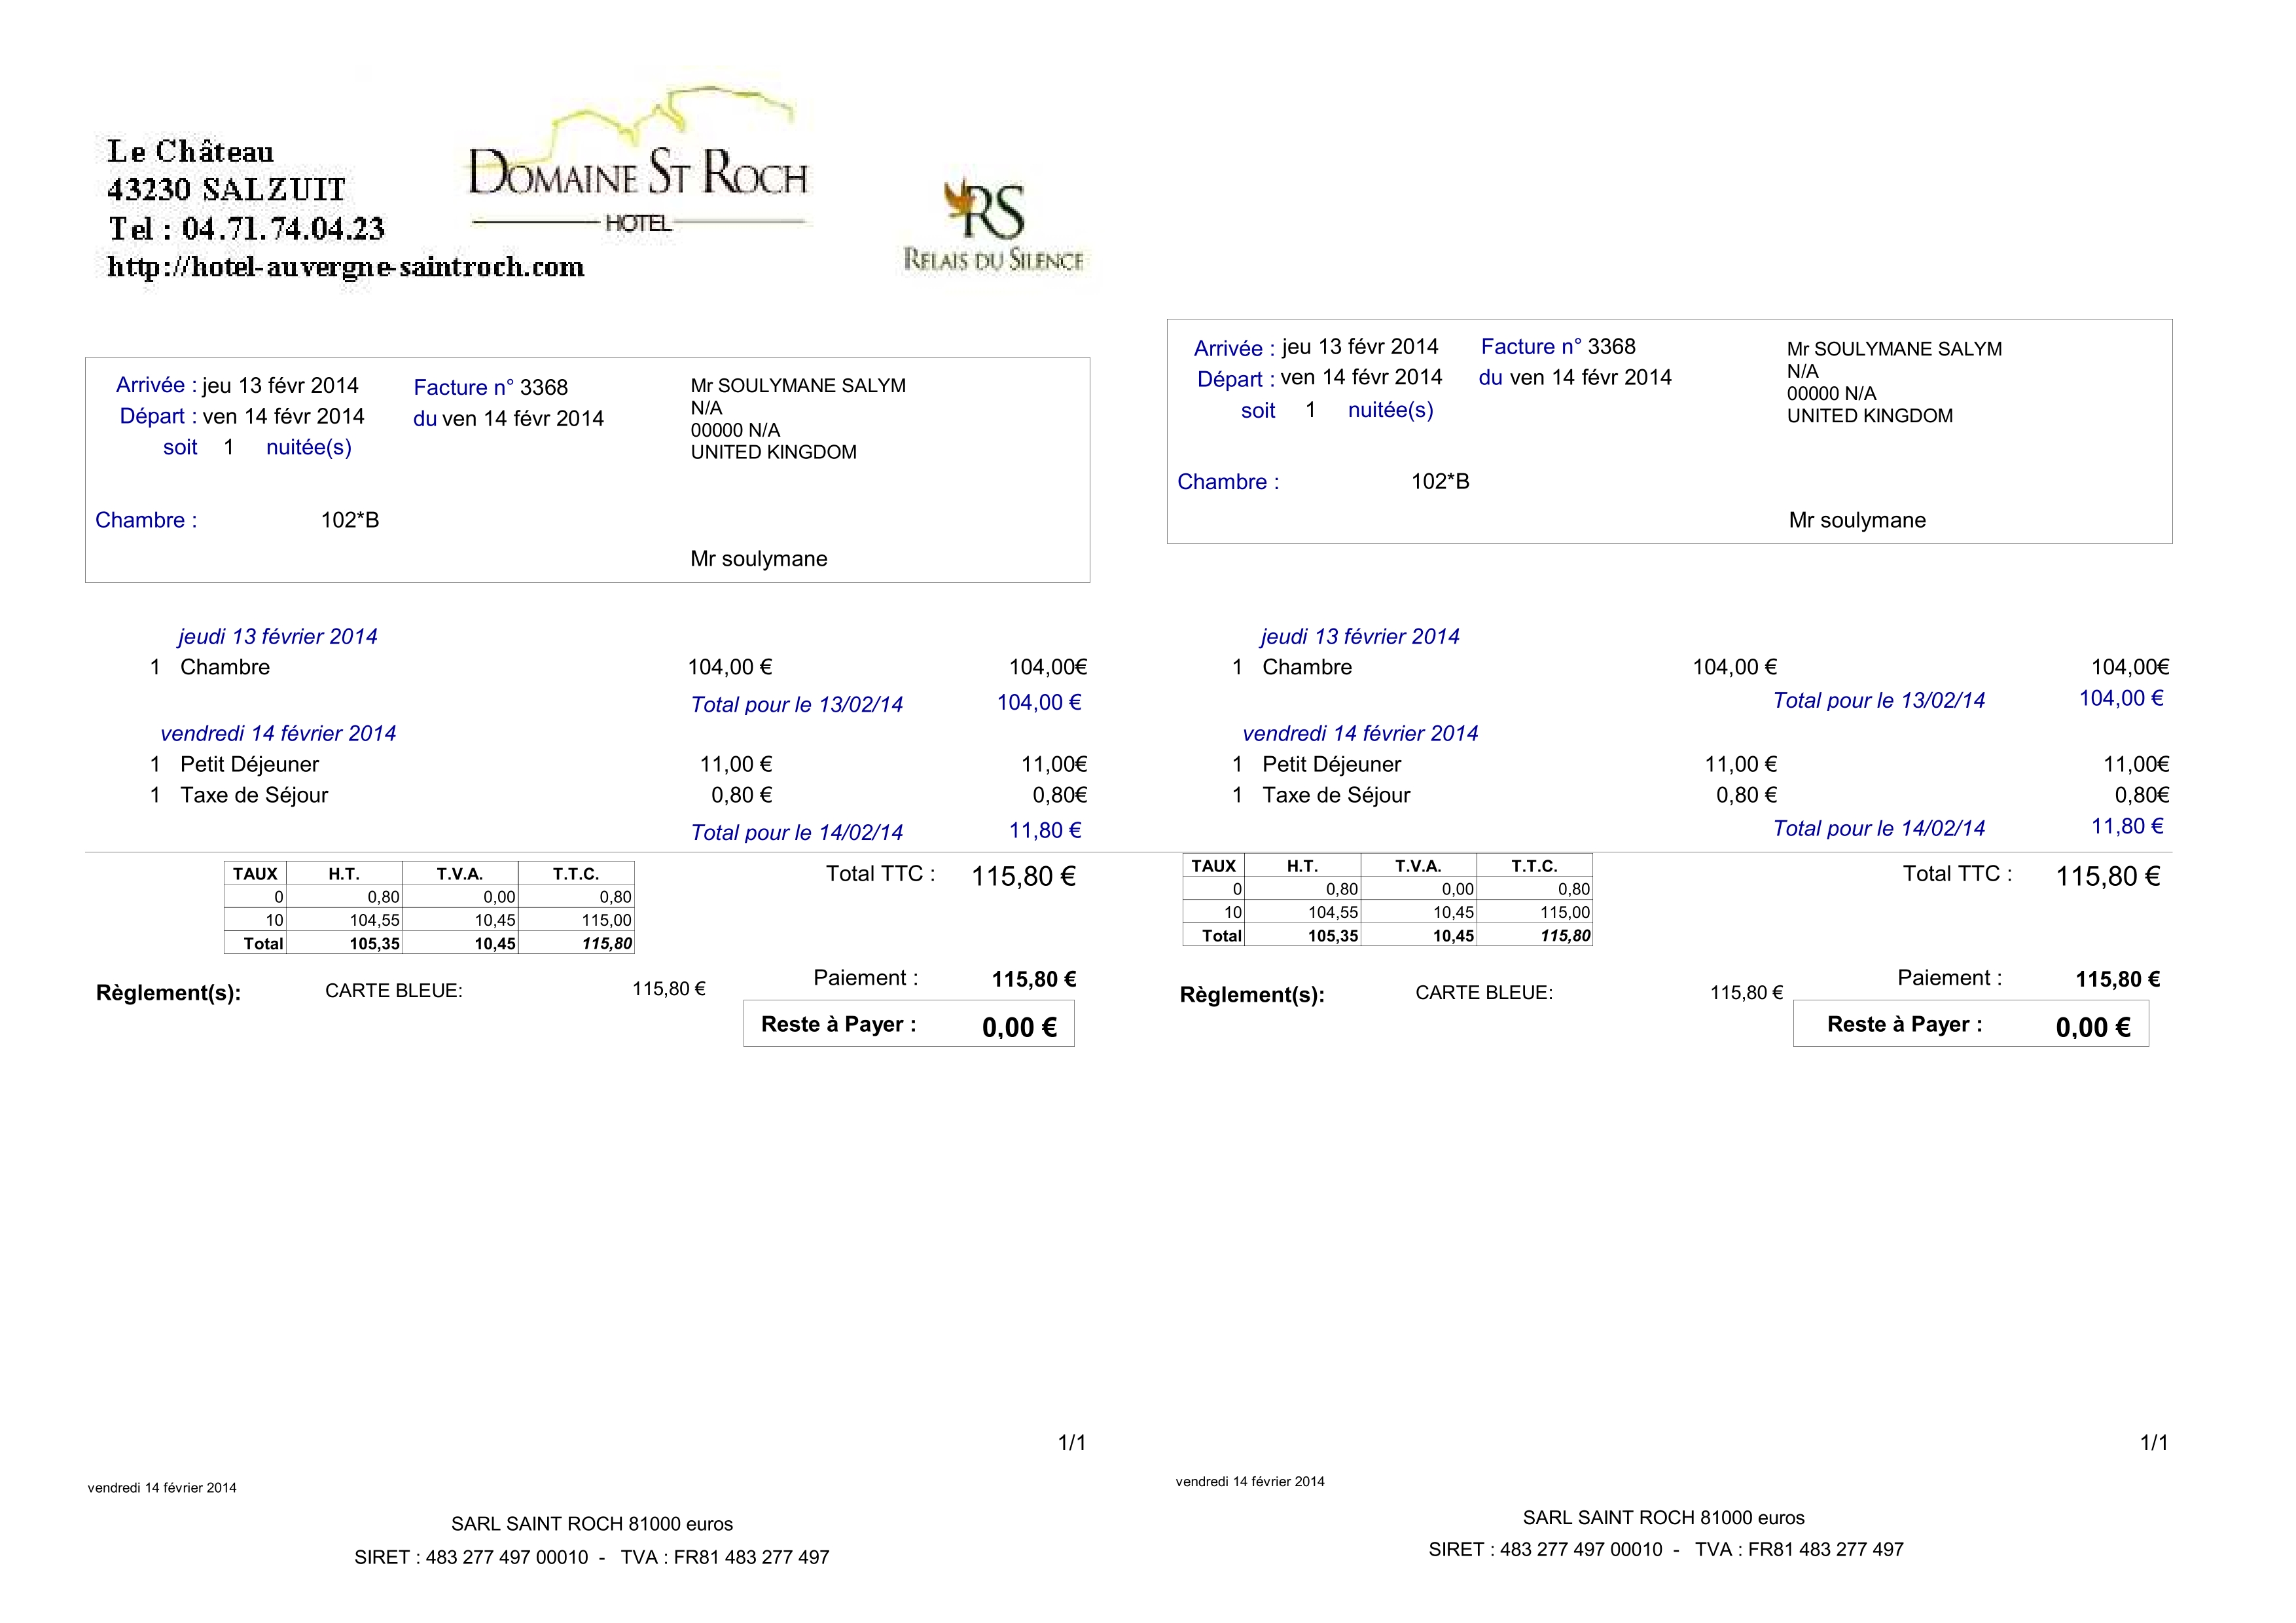 Le Château
43230 SALZUIT
Tel : 04.71.74.04.23
http://hotel-auvergne-saintroch.com
DOMAINE ST ROCH
HOTEL
RS
RELAIS DU SILENCE
Arrivée : jeu 13 févr 2014 Facture n° 3368 Mr SOULYMANE SALYM
N/A
Départ : ven 14 févr 2014 du ven 14 févr 2014 00000 N/A
soit 1 nuitée(s) UNITED KINGDOM
Chambre : 102*B
Mr soulymane
jeudi 13 février 2014
1 Chambre 104,00 € 104,00€
Total pour le 13/02/14 104,00 €
vendredi 14 février 2014
1 Petit Déjeuner 11,00 € 11,00€
1 Taxe de Séjour 0,80 € 0,80€
Total pour le 14/02/14 11,80 €
TAUX H.T. T.V.A. T.T.C. Total TTC : 115,80 €
0 0,80 0,00 0,80
10 104,55 10,45 115,00
Total 105,35 10,45 115,80
Paiement : 115,80 €
Règlement(s): CARTE BLEUE: 115,80 €
Reste à Payer : 0,00 €
1/1
vendredi 14 février 2014
SARL SAINT ROCH 81000 euros
SIRET : 483 277 497 00010 - TVA : FR81 483 277 497
Arrivée : jeu 13 févr 2014 Facture n° 3368 Mr SOULYMANE SALYM
N/A
Départ : ven 14 févr 2014 du ven 14 févr 2014 00000 N/A
soit 1 nuitée(s) UNITED KINGDOM
Chambre : 102*B
Mr soulymane
jeudi 13 février 2014
1 Chambre 104,00 € 104,00€
Total pour le 13/02/14 104,00 €
vendredi 14 février 2014
1 Petit Déjeuner 11,00 € 11,00€
1 Taxe de Séjour 0,80 € 0,80€
Total pour le 14/02/14 11,80 €
TAUX H.T. T.V.A. T.T.C. Total TTC : 115,80 €
0 0,80 0,00 0,80
10 104,55 10,45 115,00
Total 105,35 10,45 115,80
Paiement : 115,80 €
Règlement(s): CARTE BLEUE: 115,80 €
Reste à Payer : 0,00 €
1/1
vendredi 14 février 2014
SARL SAINT ROCH 81000 euros
SIRET : 483 277 497 00010 - TVA : FR81 483 277 497